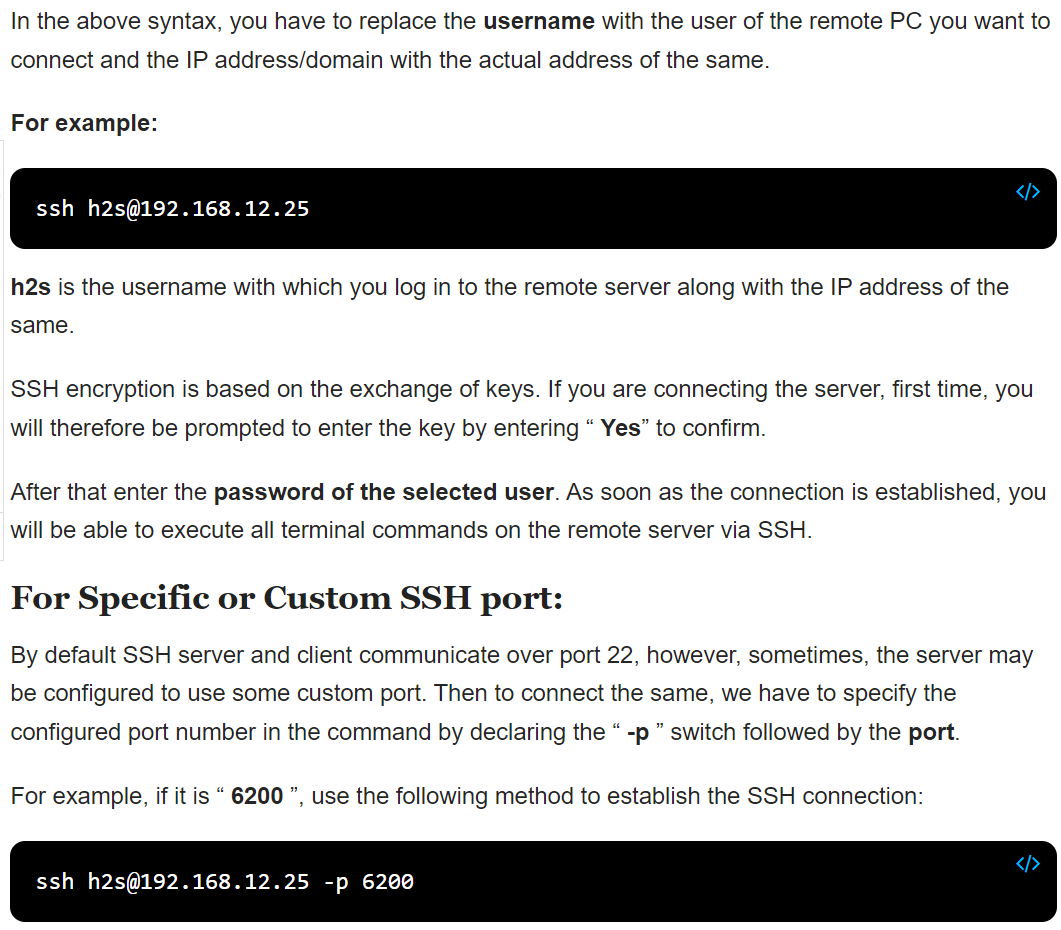 In the above syntax, you have to replace the username with the user of the remote PC you want to
connect and the IP address/domain with the actual address of the same.
For example:
</>
ssh h2s@192.168.12.25
h2s is the username with which you log in to the remote server along with the IP address of the
same.
SSH encryption is based on the exchange of keys. If you are connecting the server, first time, you
will therefore be prompted to enter the key by entering “ Yes” to confirm.
After that enter the password of the selected user. As soon as the connection is established, you
will be able to execute all terminal commands on the remote server via SSH.
For Specific or Custom SSH port:
By default SSH server and client communicate over port 22, however, sometimes, the server may
be configured to use some custom port. Then to connect the same, we have to specify the
configured port number in the command by declaring the “ -p ” switch followed by the port.
For example, if it is “ 6200 ”, use the following method to establish the SSH connection:
</>
ssh h2s@192.168.12.25 -p 6200